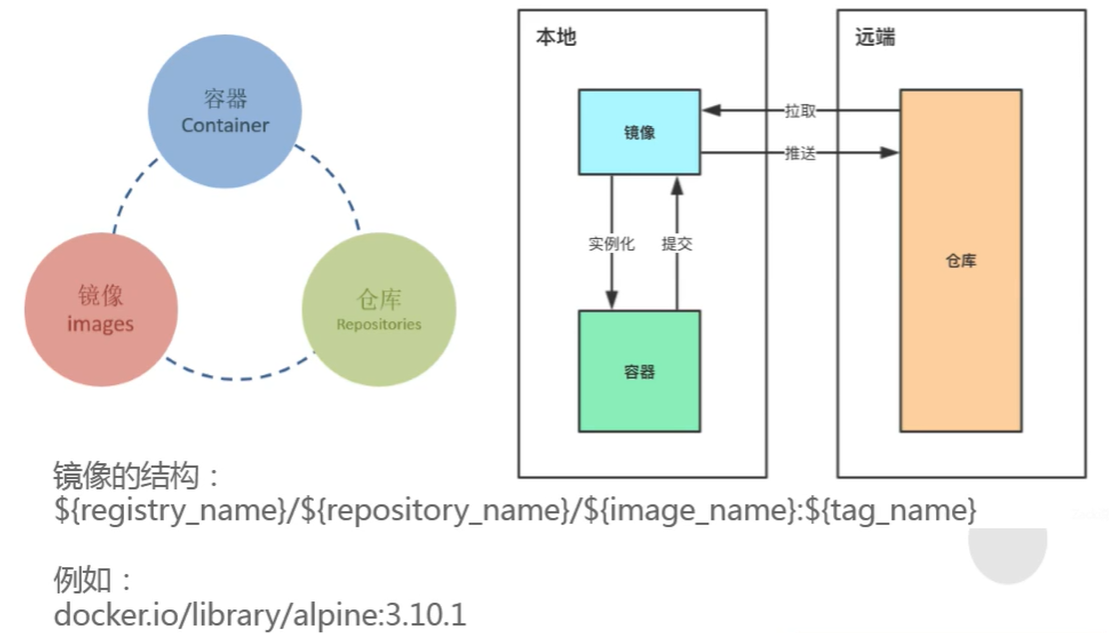 容器
Container
镜像
images
仓库
Repositories
本地
远端
镜像
拉取
推送
实例化
提交
仓库
容器
镜像的结构：
${registry_name}/${repository_name}/${image_name}:${tag_name}
例如：
docker.io/library/alpine:3.10.1